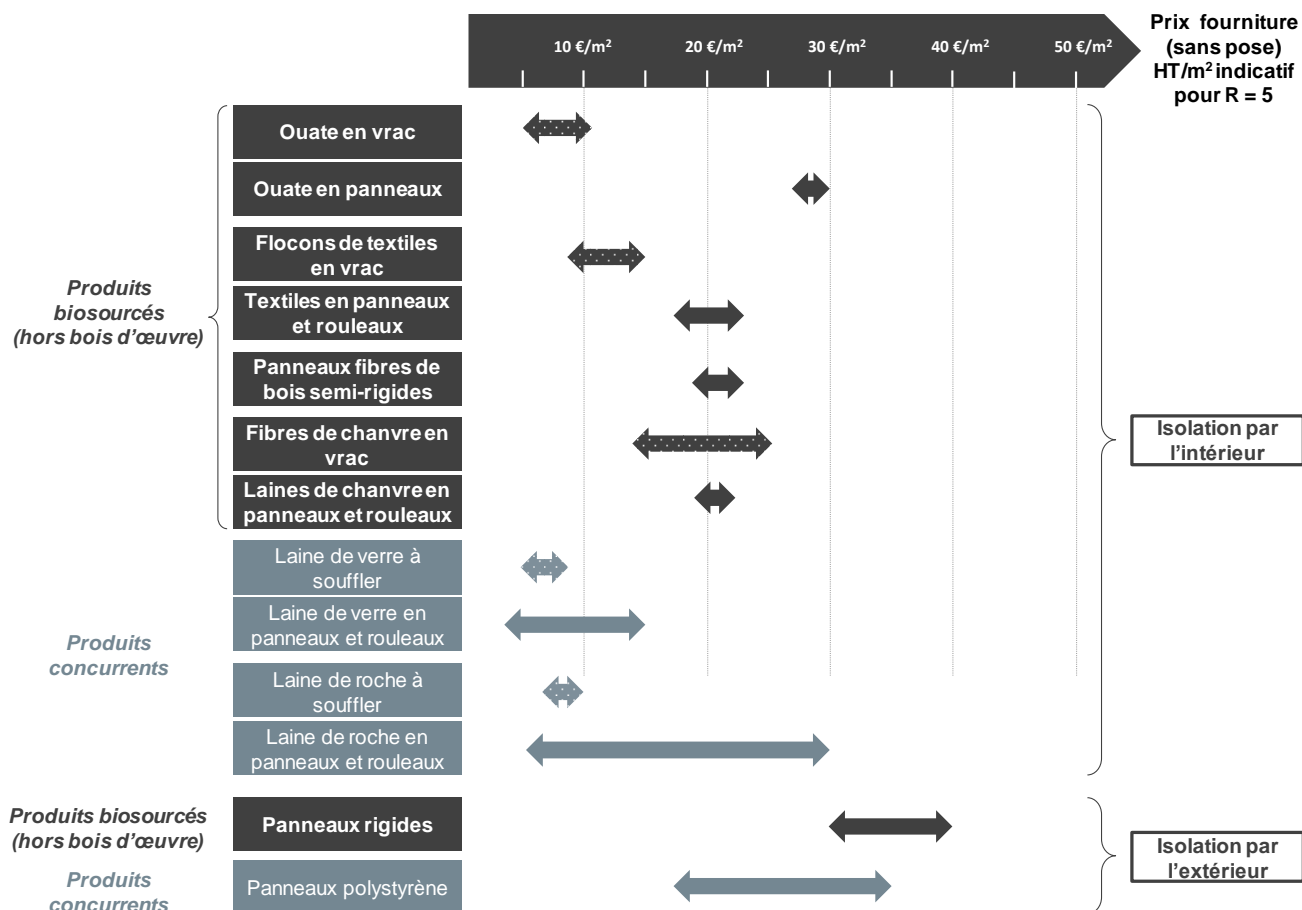 10 €/m²
20 €/m²
30 €/m²
40 €/m²
50 €/m²
Prix fourniture
(sans pose)
HT/m² indicatif
pour R = 5
Produits
biosourcés
(hors bois d’œuvre)
Ouate en vrac
Ouate en panneaux
Flocons de textiles
en vrac
Textiles en panneaux
et rouleaux
Panneaux fibres de
bois semi-rigides
Fibres de chanvre en
vrac
Laines de chanvre en
panneaux et rouleaux
Produits
concurrents
Laine de verre à
souffler
Laine de verre en
panneaux et rouleaux
Laine de roche à
souffler
Laine de roche en
panneaux et rouleaux
Isolation par
l’intérieur
Produits biosourcés
(hors bois d’œuvre)
Panneaux rigides
Produits
concurrents
Panneaux polystyrène
Isolation par
l’extérieur